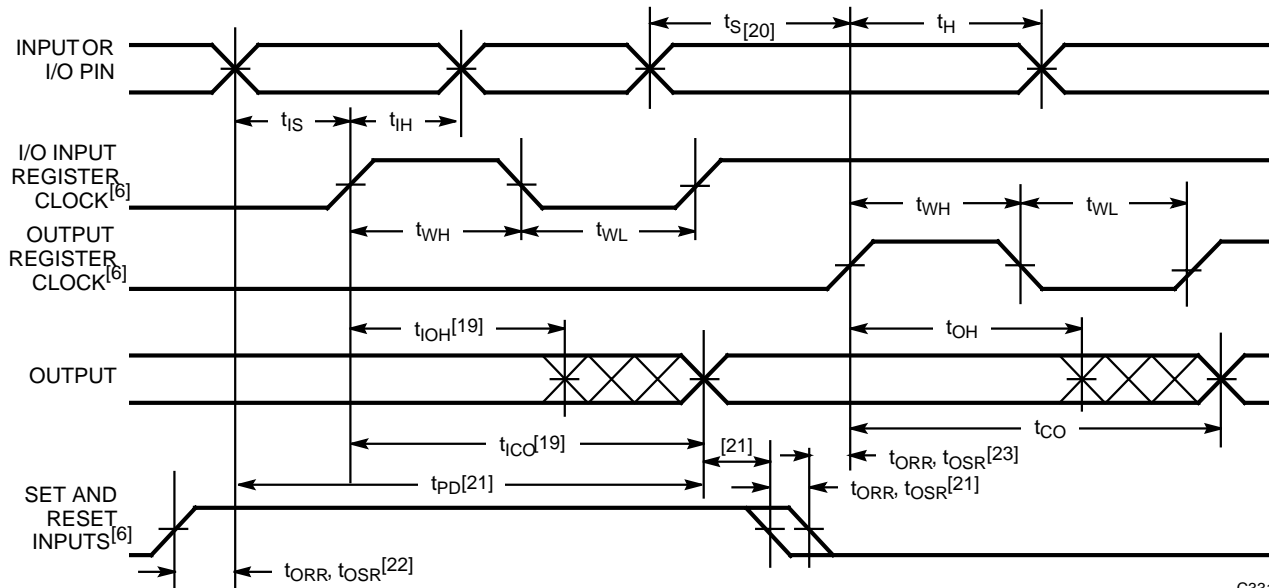 tS[20]
tH
INPUT OR
I/O PIN
tIS
tIH
I/O INPUT
REGISTER
CLOCK[6]
tWH
tWL
tWH
tWL
OUTPUT
REGISTER
CLOCK[6]
tIOH[19]
tOH
OUTPUT
tICO[19]
[21]
tCO
tORR, tOSR[23]
tPD[21]
tORR, tOSR[21]
SET AND
RESET
INPUTS[6]
tORR, tOSR[22]